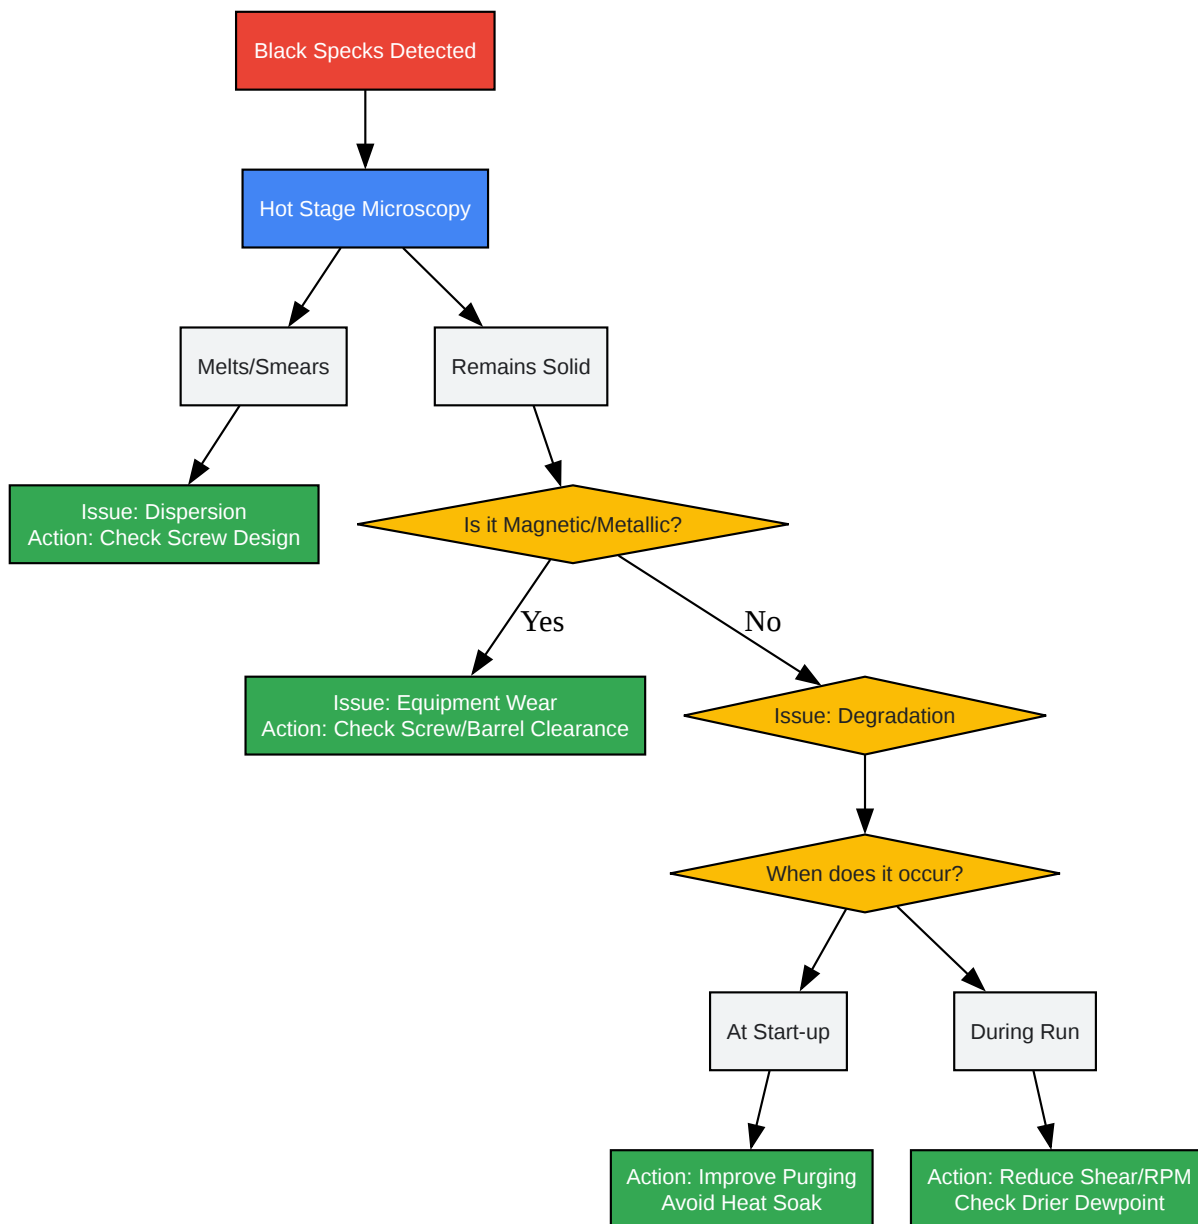 Black Specks Detected
Hot Stage Microscopy
Melts/Smears
Remains Solid
Issue: Dispersion
Action: Check Screw Design
Is it Magnetic/Metallic?
Yes
No
Issue: Equipment Wear
Action: Check Screw/Barrel Clearance
Issue: Degradation
When does it occur?
At Start-up
During Run
Action: Improve Purging
Avoid Heat Soak
Action: Reduce Shear/RPM
Check Drier Dewpoint